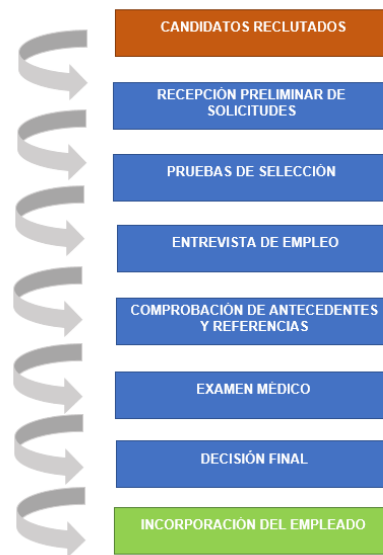 CANDIDATOS RECLUTADOS
RECEPCIÓN PRELIMINAR DE
SOLICITUDES
PRUEBAS DE SELECCIÓN
ENTREVISTA DE EMPLEO
COMPROBACIÓN DE ANTECEDENTES
Y REFERENCIAS
EXAMEN MÉDICO
DECISIÓN FINAL
INCORPORACIÓN DEL EMPLEADO